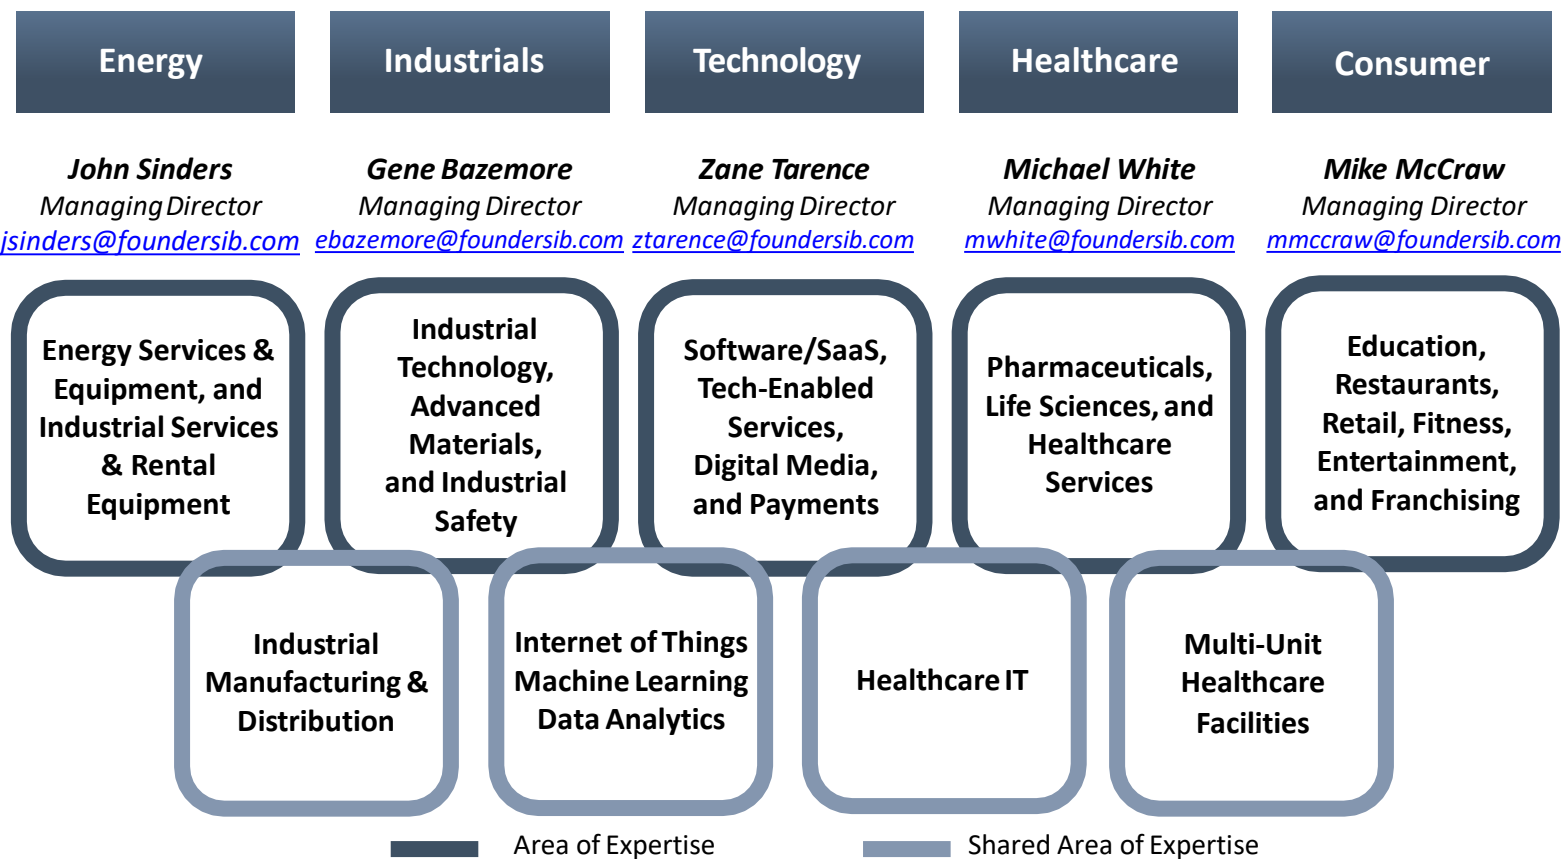 Energy
Industrials
Technology
Healthcare
Consumer
John Sinders
Managing Director
jsinders@foundersib.com
Gene Bazemore
Managing Director
ebazemore@foundersib.com
Zane Tarence
Managing Director
ztarence@foundersib.com
Michael White
Managing Director
mwhite@foundersib.com
Mike McCraw
Managing Director
mmccraw@foundersib.com
Energy Services &
Equipment, and
Industrial Services
& Rental
Equipment
Industrial
Technology,
Advanced
Materials,
and Industrial
Safety
Software/SaaS,
Tech-Enabled
Services,
Digital Media,
and Payments
Pharmaceuticals,
Life Sciences, and
Healthcare
Services
Education,
Restaurants,
Retail, Fitness,
Entertainment,
and Franchising
Industrial
Manufacturing &
Distribution
Internet of Things
Machine Learning
Data Analytics
Healthcare IT
Multi-Unit
Healthcare
Facilities
Area of Expertise
Shared Area of Expertise